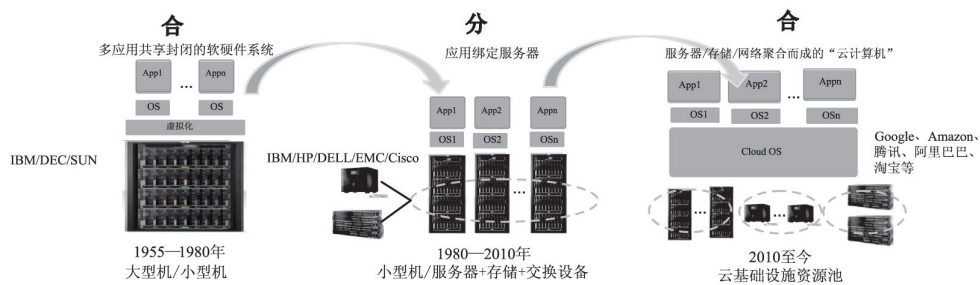 合
多应用共享封闭的软硬件系统
App1
...
Appn
OS
OS
虚拟化
IBM/DEC/SUN
1955—1980年
大型机/小型机
分
应用绑定服务器
App1
App2
Appn
OS1
OS2
OSn
IBM/HP/DELL/EMC/Cisco
...
1980—2010年
小型机/服务器+存储+交换设备
合
服务器/存储/网络聚合而成的“云计算机”
App1
App2
...
Appn
OS1
OS2
OSn
Cloud OS
Google、Amazon、
腾讯、阿里巴巴、
淘宝等
...
...
2010至今
云基础设施资源池